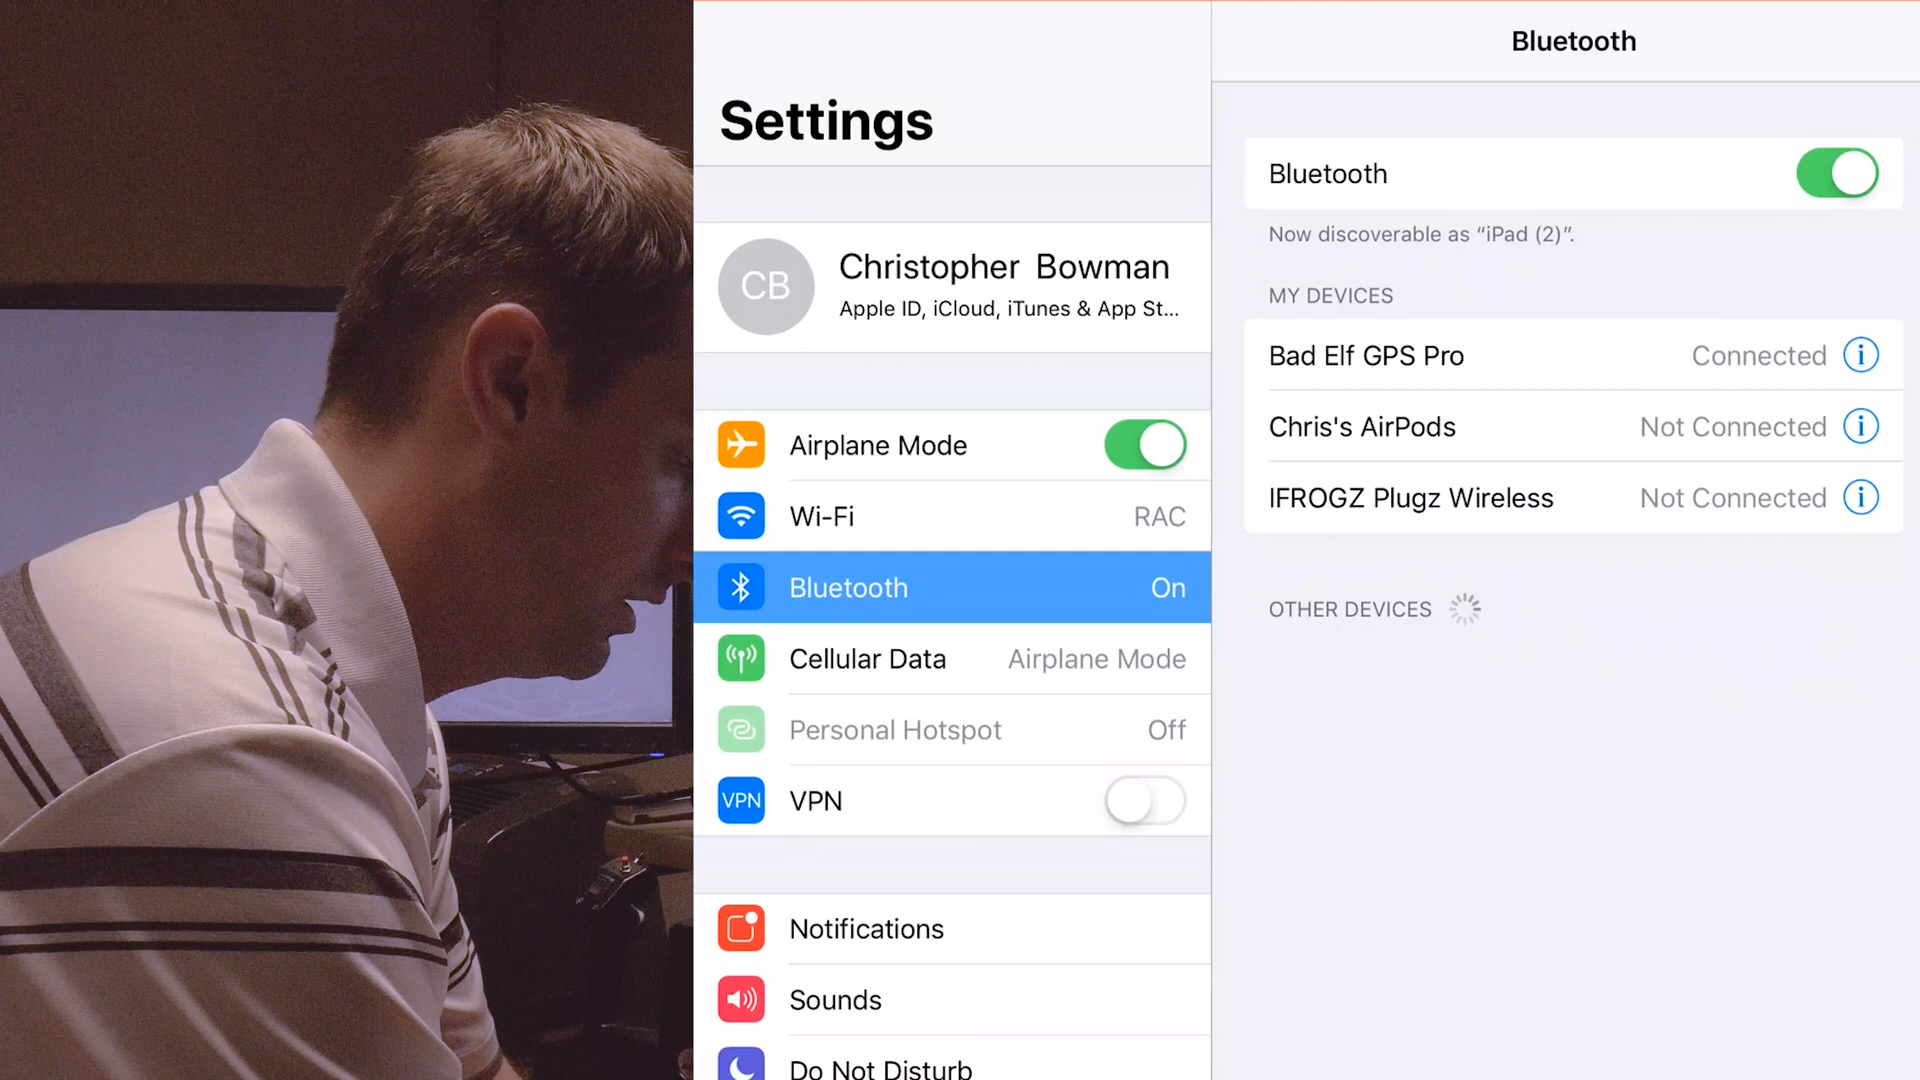 Settings
CB
Christopher Bowman
Apple ID, iCloud, iTunes & App St...
Airplane Mode
Wi-Fi RAC
Bluetooth On
Cellular Data Airplane Mode
Personal Hotspot Off
VPN VPN
Notifications
Sounds
Do Not Disturb
Bluetooth
Bluetooth
Now discoverable as “iPad (2)”.
MY DEVICES
Bad Elf GPS Pro Connected
Chris's AirPods Not Connected
IFROGZ Plugz Wireless Not Connected
OTHER DEVICES